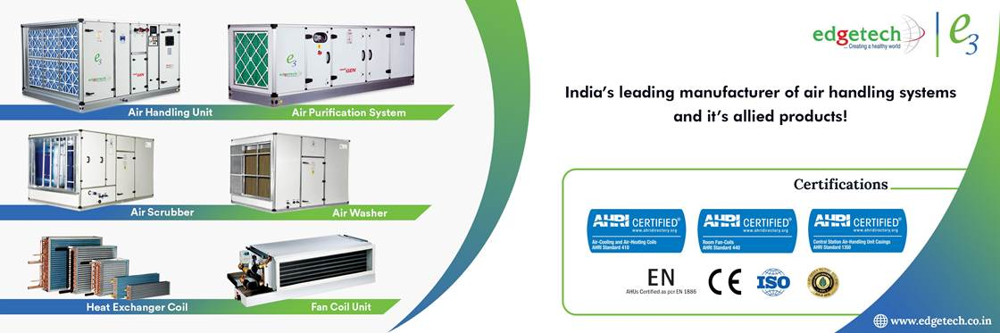 Air Handling Unit
Air Purification System
Air Scrubber
Air Washer
Heat Exchanger Coil
Fan Coil Unit
e3
edgetech
edgetech
GEN
edgetech
... Creating a healthy world
e3
India's leading manufacturer of air handling systems
and it's allied products!
Certifications
AHRI CERTIFIED®
www.ahridirectory.org
Air-Cooling and Air-Heating Coils
AHRI Standard 410
AHRI CERTIFIED®
www.ahridirectory.org
Room Fan-Coils
AHRI Standard 440
AHRI CERTIFIED®
www.ahridirectory.org
Central Station Air-Handling Unit Casings
AHRI Standard 1350
EN
AHUs Certified as per EN 1886
CE
ISO
www.edgetech.co.in